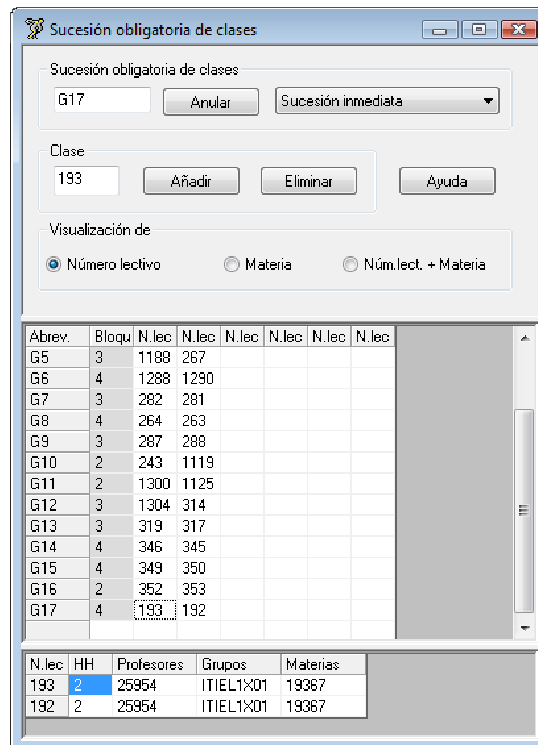 Sucesión obligatoria de clases
Sucesión obligatoria de clases
G17 Anular Sucesión inmediata
Clase
193 Añadir Eliminar Ayuda
Visualización de
Número lectivo Materia Núm.lect. + Materia
Abrev. Bloqu N.lec N.lec N.lec N.lec N.lec N.lec
G5 3 1188 267
G6 4 1288 1290
G7 3 282 281
G8 4 264 263
G9 3 287 288
G10 2 243 1119
G11 2 1300 1125
G12 3 1304 314
G13 3 319 317
G14 4 346 345
G15 4 349 350
G16 2 352 353
G17 4 193 192
N.lec HH Profesores Grupos Materias
193 2 25954 ITIEL1X01 19367
192 2 25954 ITIEL1X01 19367